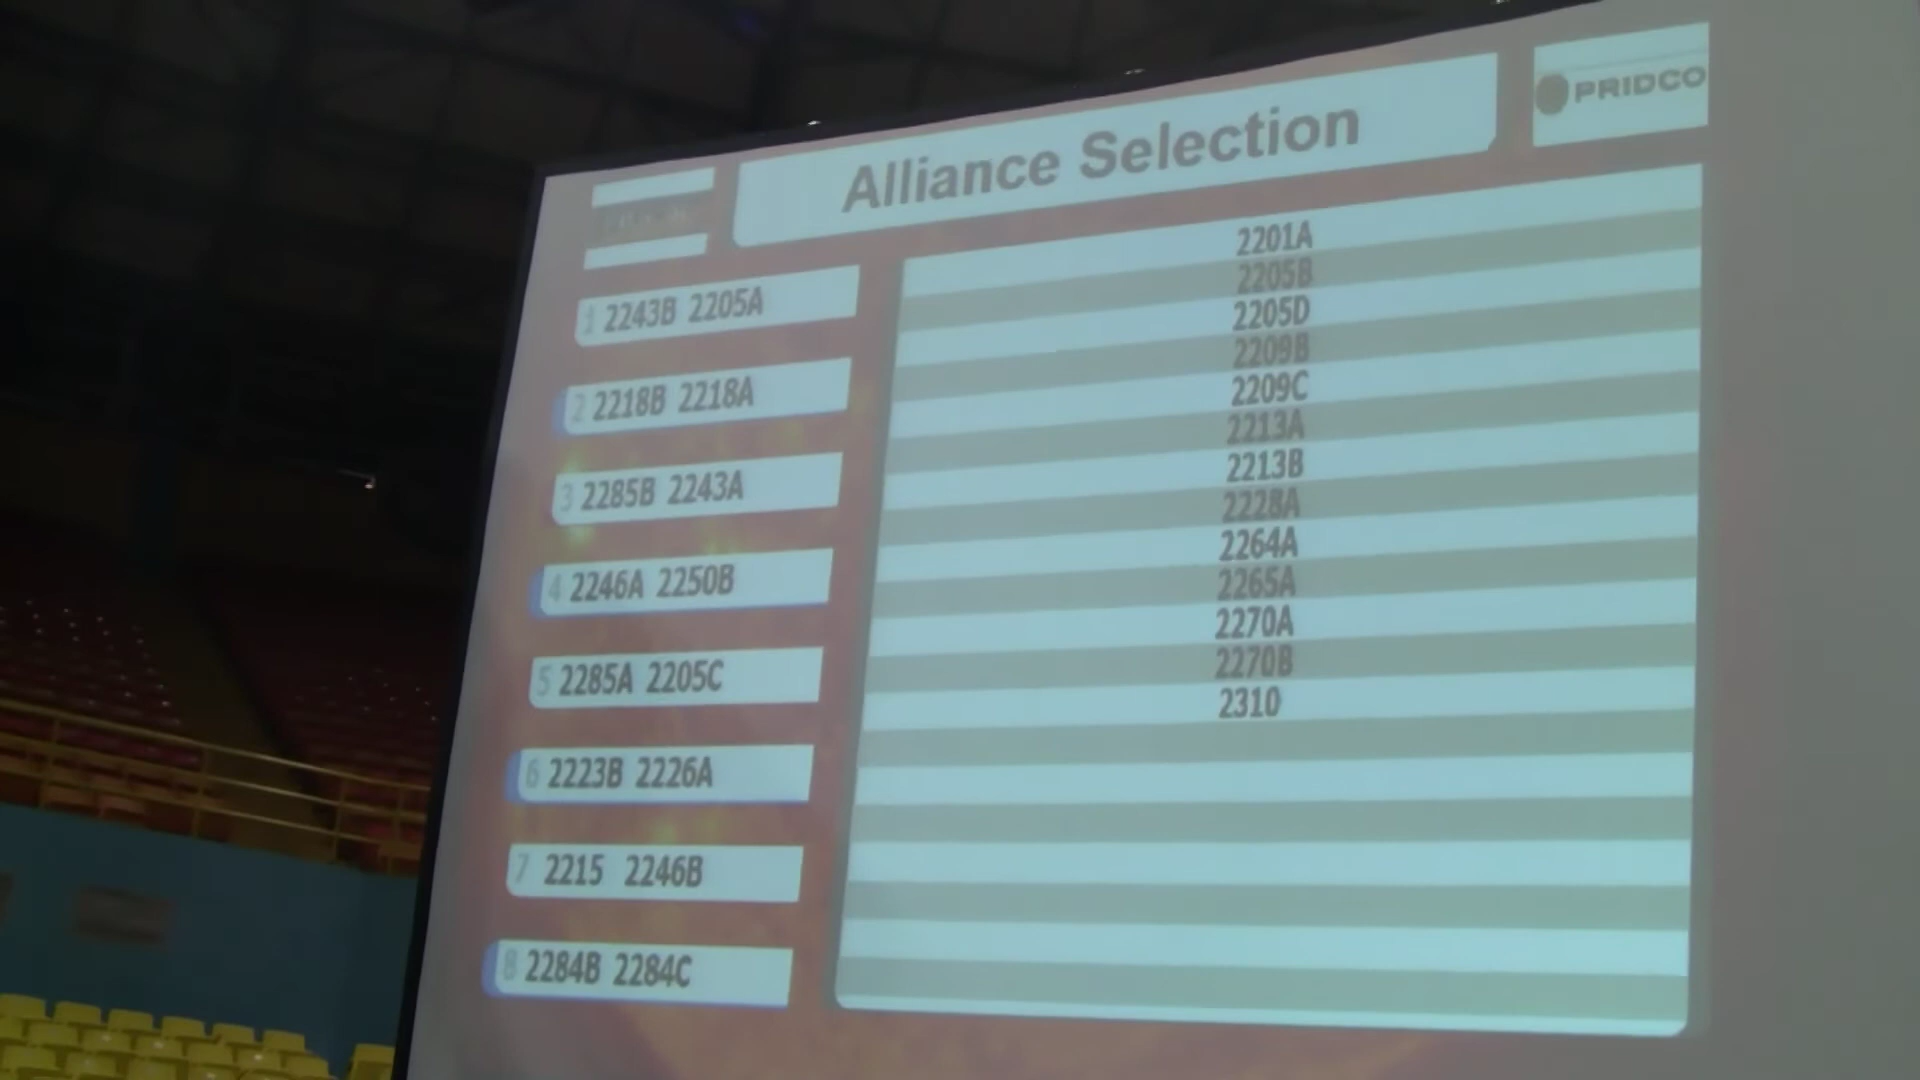 Alliance Selection
PRIDCO
1 2243B 2205A
2 2218B 2218A
3 2285B 2243A
4 2246A 2250B
5 2285A 2205C
6 2223B 2226A
7 2215 2246B
8 2284B 2284C
2201A
2205B
2205D
2209B
2209C
2213A
2213B
2228A
2264A
2265A
2270A
2270B
2310